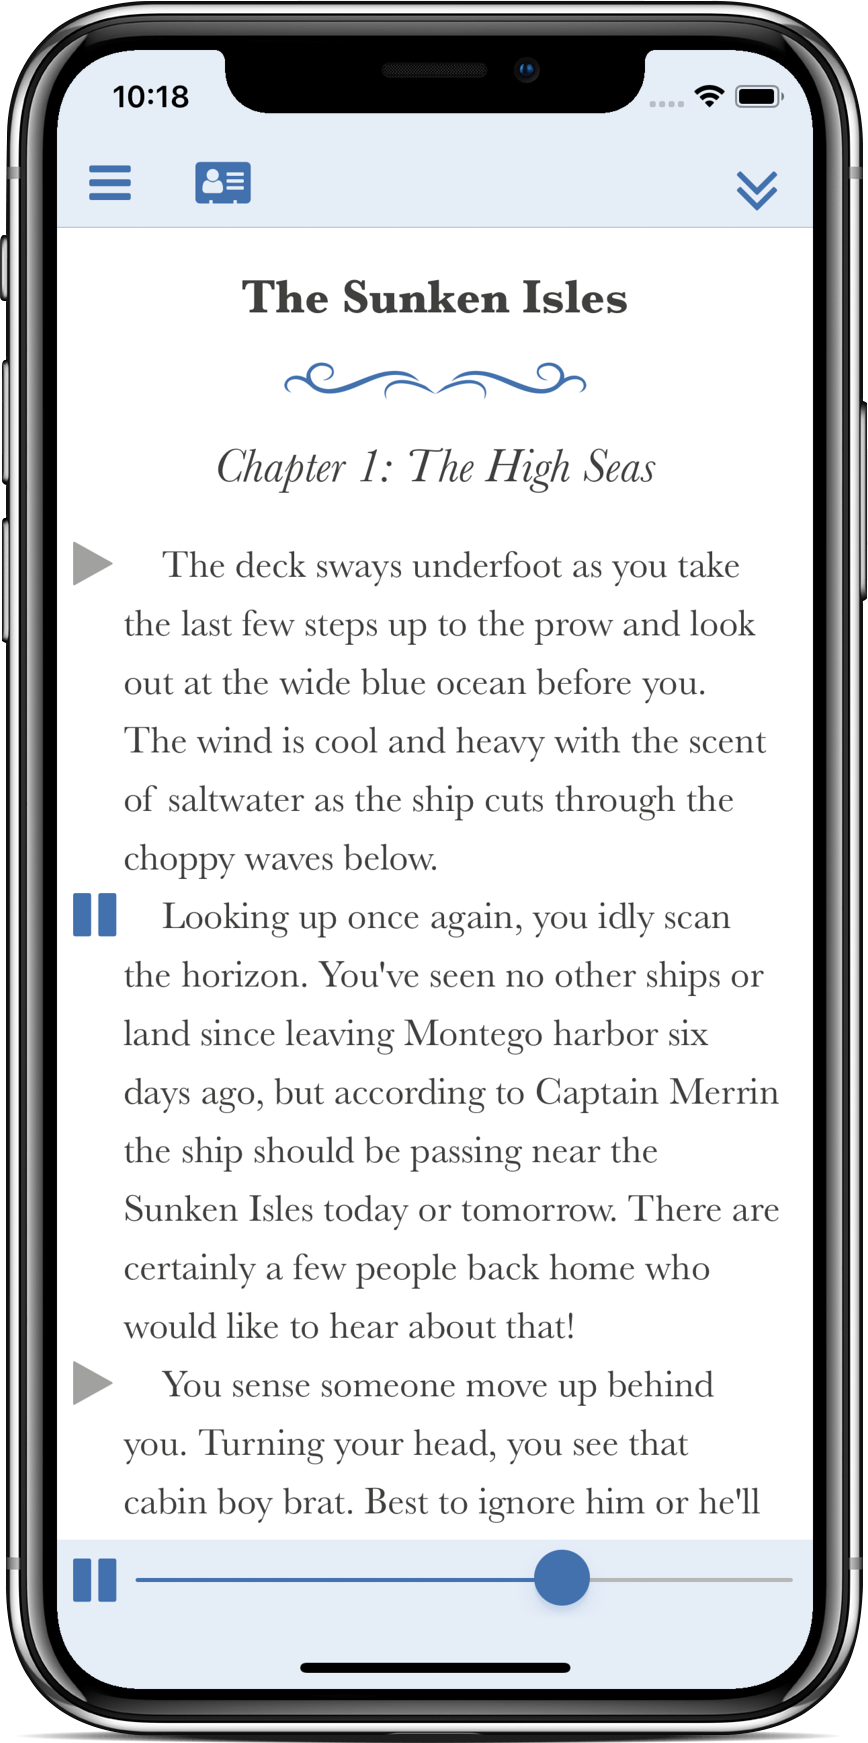 10:18
The Sunken Isles
Chapter 1: The High Seas
The deck sways underfoot as you take
the last few steps up to the prow and look
out at the wide blue ocean before you.
The wind is cool and heavy with the scent
of saltwater as the ship cuts through the
choppy waves below.
Looking up once again, you idly scan
the horizon. You've seen no other ships or
land since leaving Montego harbor six
days ago, but according to Captain Merrin
the ship should be passing near the
Sunken Isles today or tomorrow. There are
certainly a few people back home who
would like to hear about that!
You sense someone move up behind
you. Turning your head, you see that
cabin boy brat. Best to ignore him or he'll